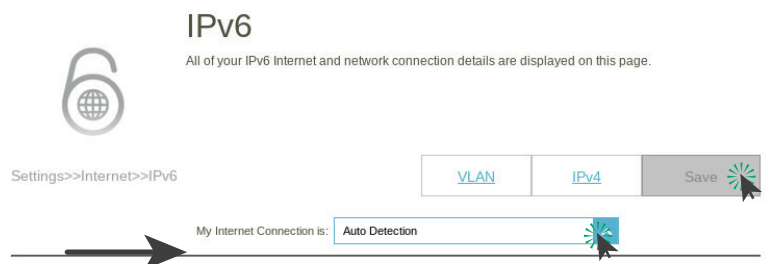 IPv6
All of your IPv6 Internet and network connection details are displayed on this page.
Settings>>Internet>>IPv6
VLAN
IPv4
Save
My Internet Connection is:
Auto Detection